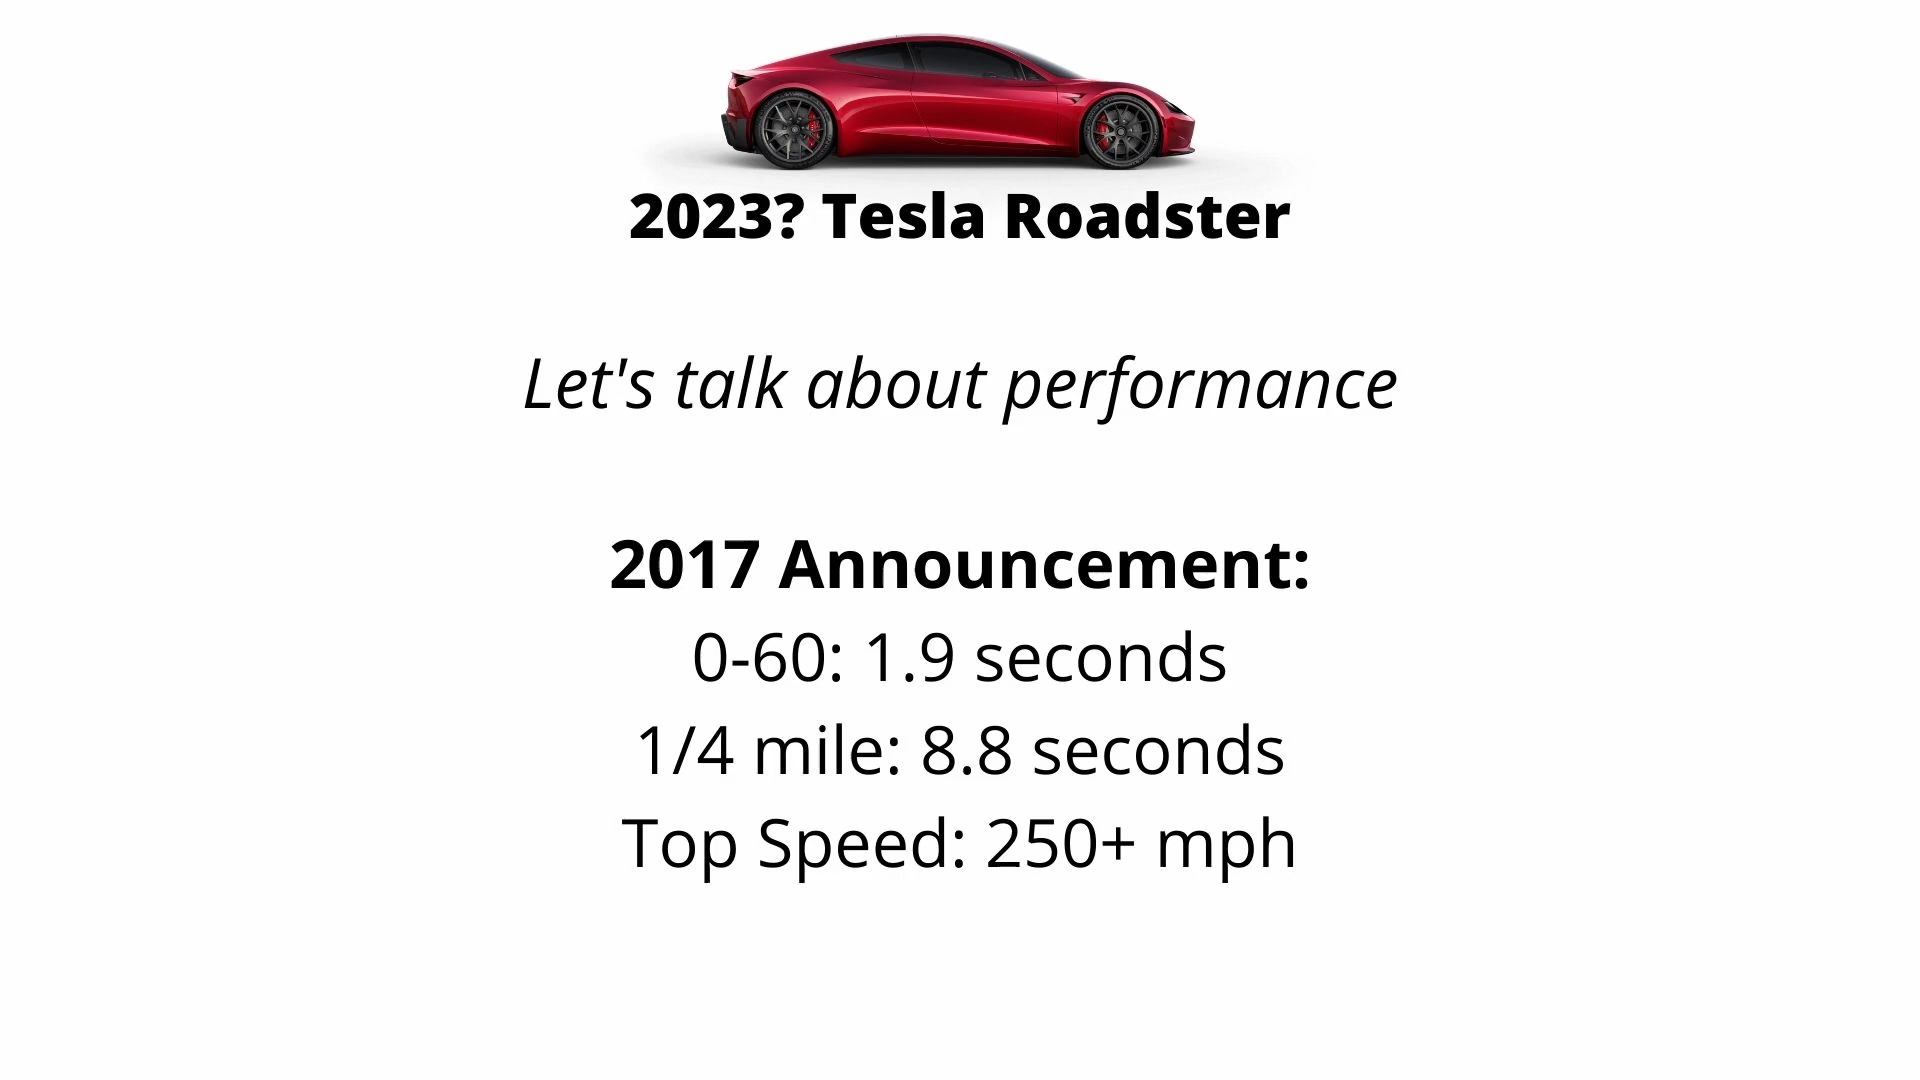 2023? Tesla Roadster
Let's talk about performance
2017 Announcement:
0-60: 1.9 seconds
1/4 mile: 8.8 seconds
Top Speed: 250+ mph